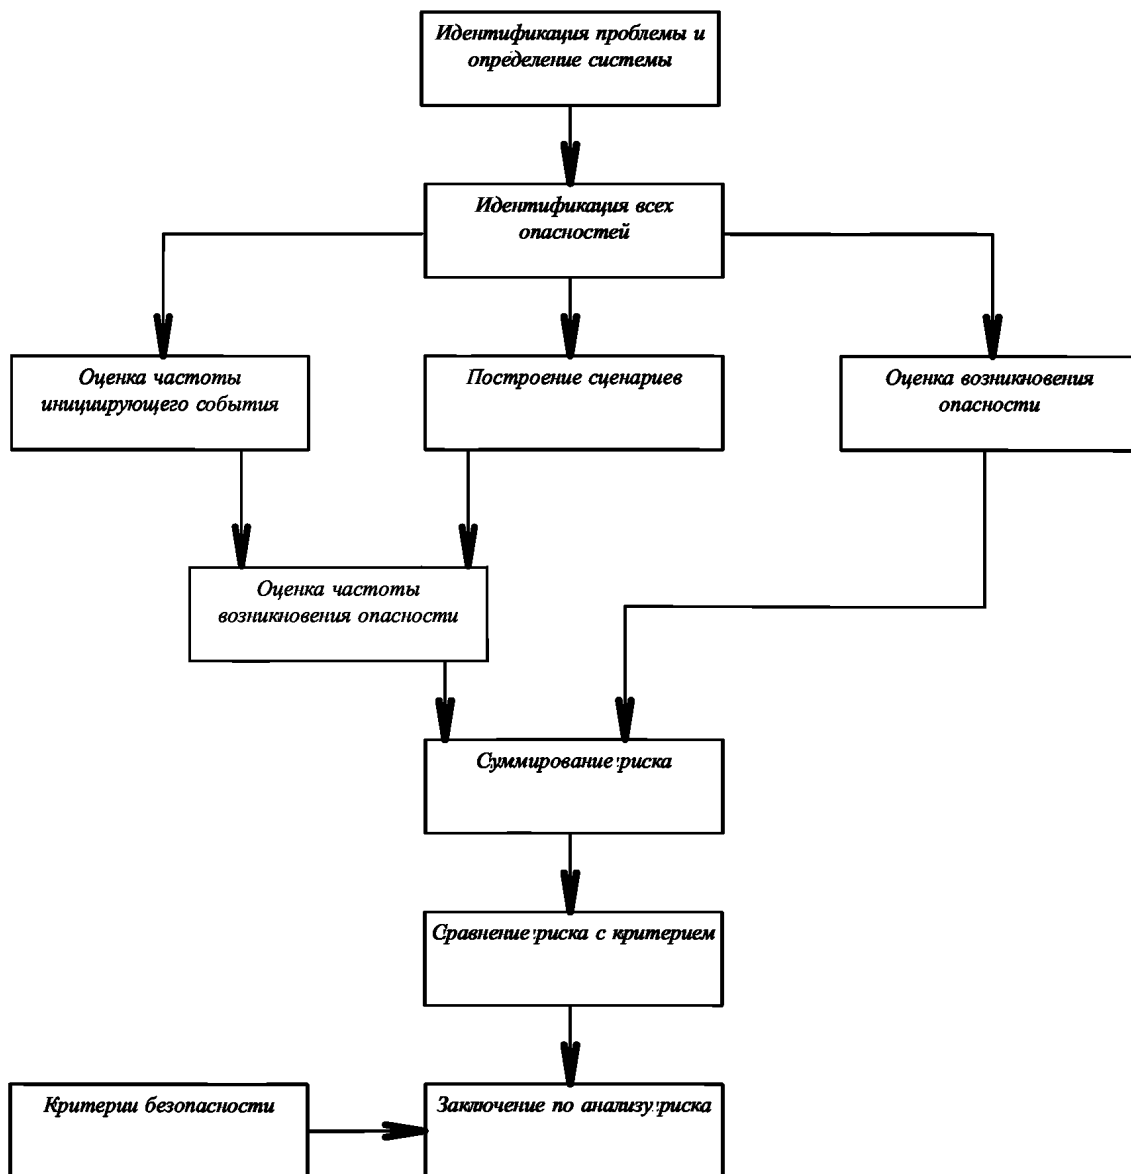 Идентификация проблемы и
определение системы
Идентификация всех
опасностей
Оценка частоты
инициирующего события
Построение сценариев
Оценка возникновения
опасности
Оценка частоты
возникновения опасности
Суммирование риска
Сравнение риска с критерием
Критерии безопасности
Заключение по анализу риска